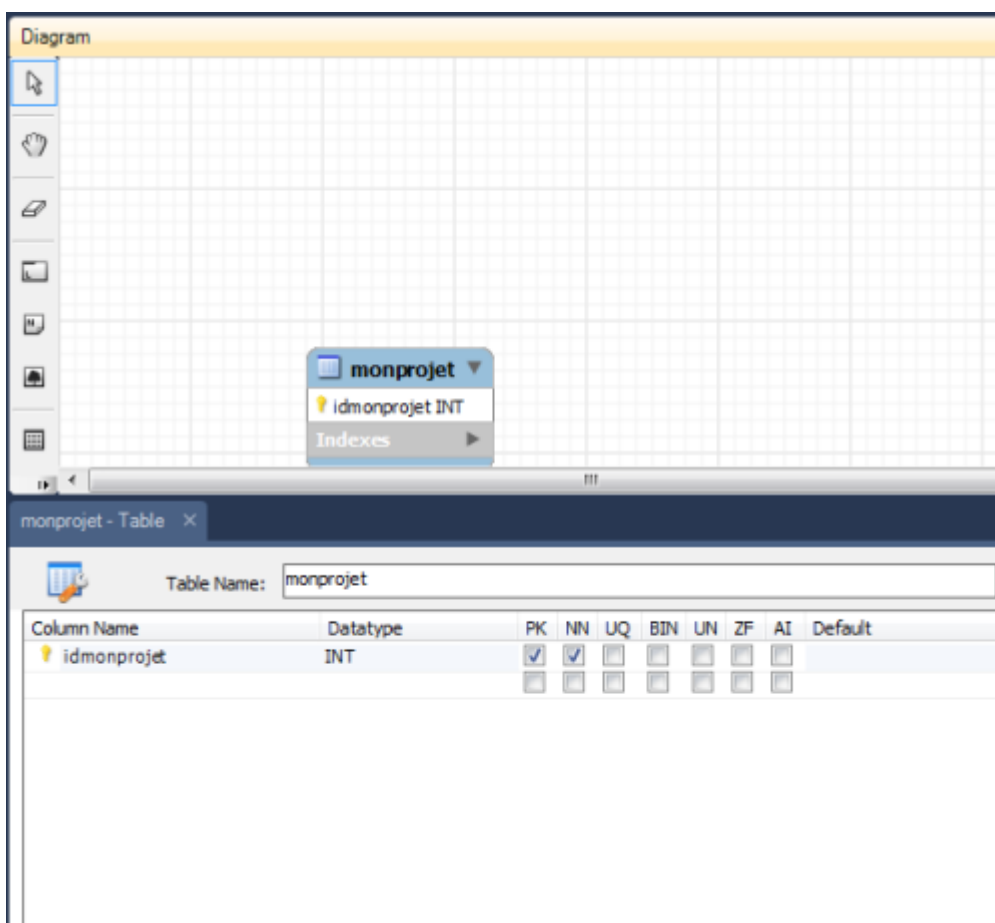 Diagram
monprojet
idmonprojet INT
Indexes
monprojet - Table
Table Name: monprojet
Column Name Datatype PK NN UQ BIN UN ZF AI Default
idmonprojet INT